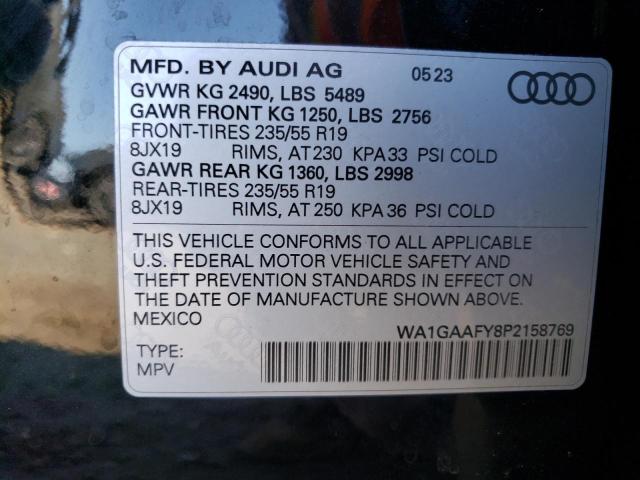 MFD. BY AUDI AG 05 23
GVWR KG 2490, LBS 5489
GAWR FRONT KG 1250, LBS 2756
FRONT-TIRES 235/55 R19
8JX19 RIMS, AT 230 KPA 33 PSI COLD
GAWR REAR KG 1360, LBS 2998
REAR-TIRES 235/55 R19
8JX19 RIMS, AT 250 KPA 36 PSI COLD
THIS VEHICLE CONFORMS TO ALL APPLICABLE
U.S. FEDERAL MOTOR VEHICLE SAFETY AND
THEFT PREVENTION STANDARDS IN EFFECT ON
THE DATE OF MANUFACTURE SHOWN ABOVE.
MEXICO WA1GAAFY8P2158769
TYPE:
MPV